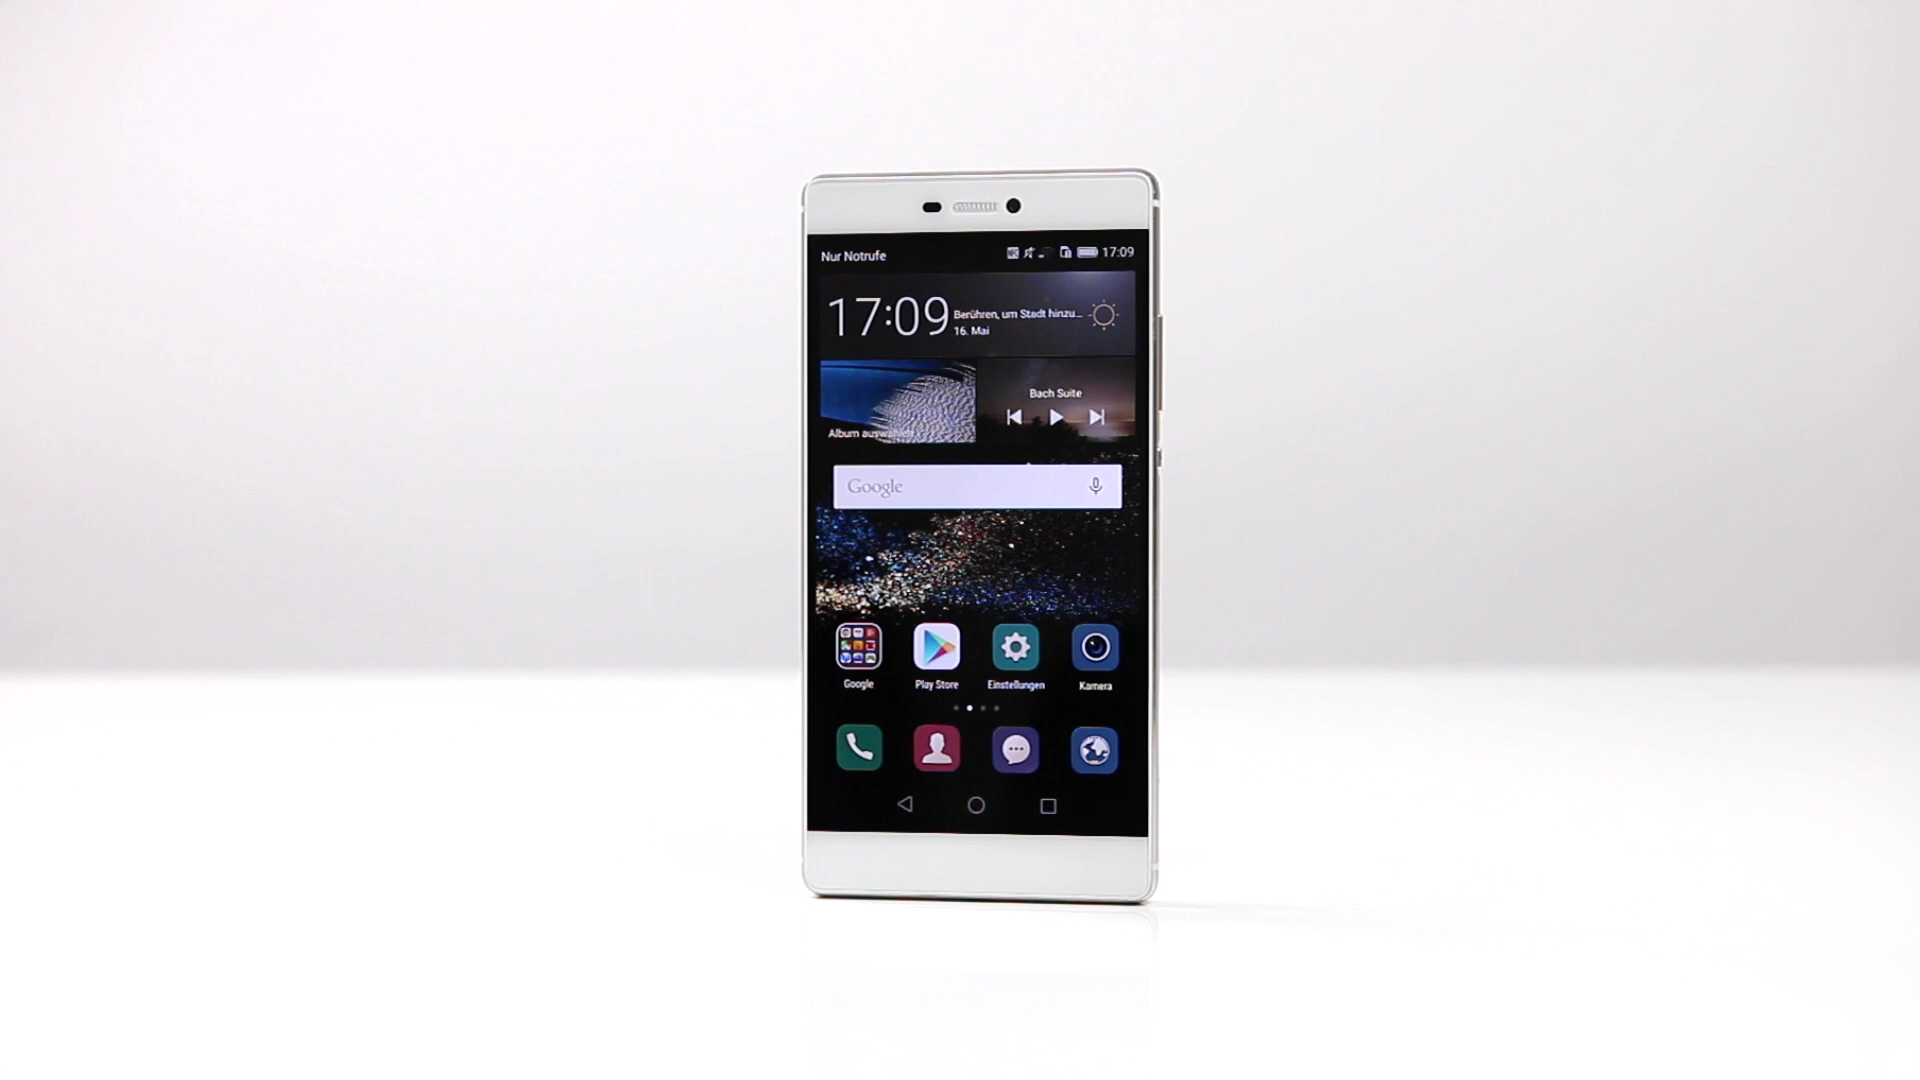 Nur Notrufe 17:09
17:09
Berühren, um Stadt hinzu...
16. Mai
Bach Suite
Album auswählen
Google
Google Play Store Einstellungen Kamera